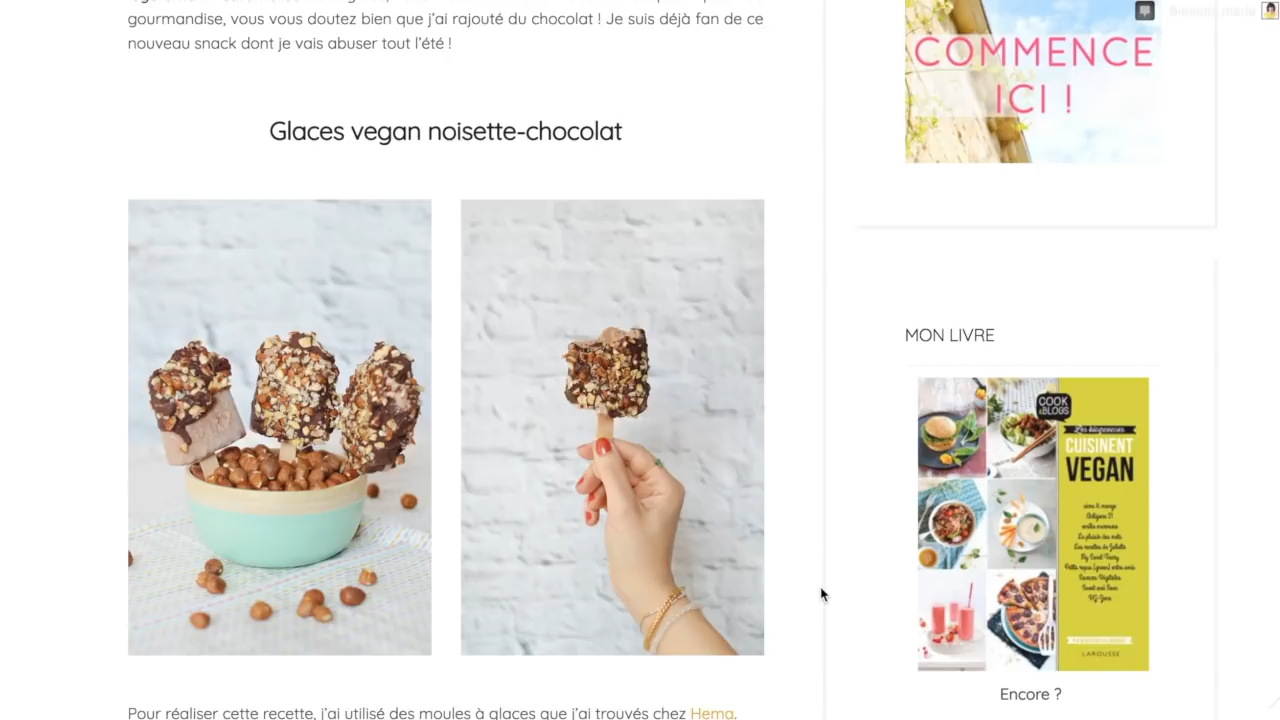 gourmandise, vous vous doutez bien que j'ai rajouté du chocolat ! Je suis déjà fan de ce
nouveau snack dont je vais abuser tout l'été !
Glaces vegan noisette-chocolat
Pour réaliser cette recette, j'ai utilisé des moules à glaces que j'ai trouvés chez Hema.
COMMENCE
ICI !
MON LIVRE
COOK
&BLOGS
Les blogueuses
CUISINENT
VEGAN
LAROUSSE
Encore ?